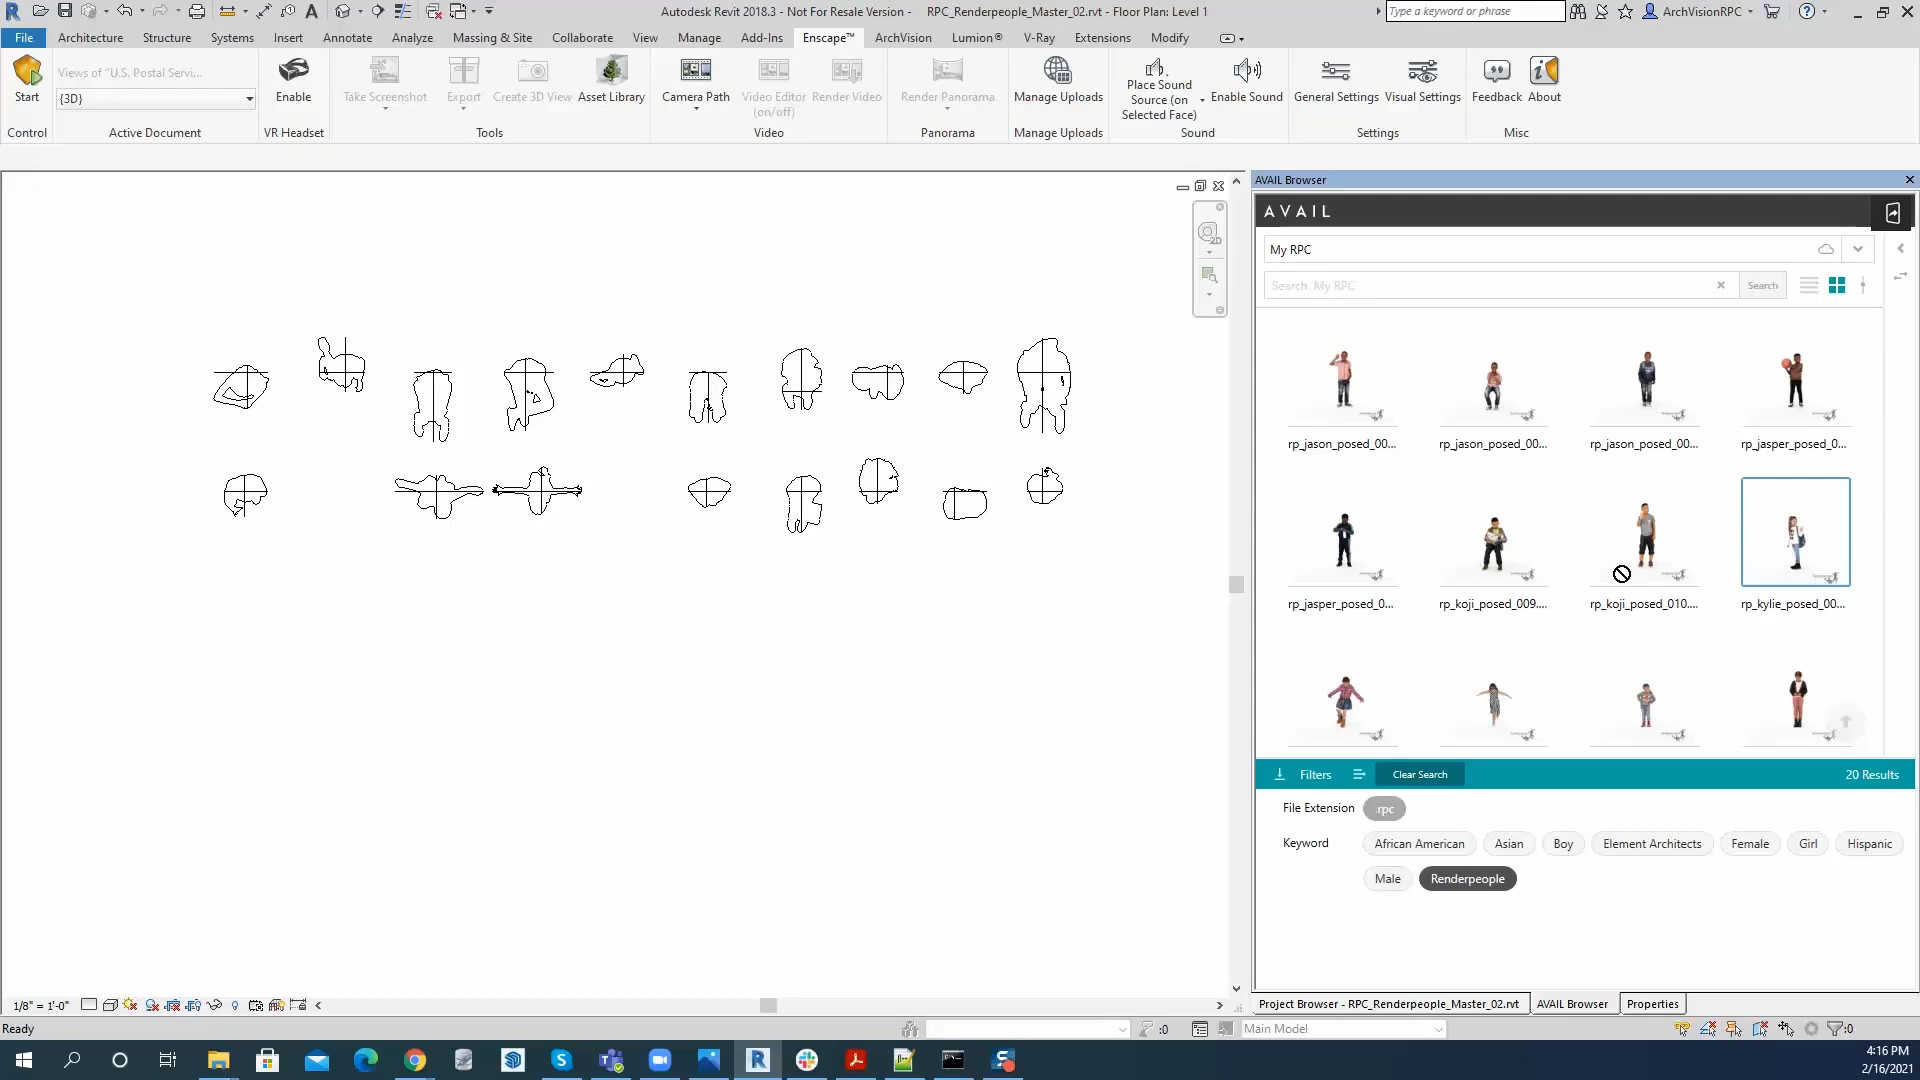 Autodesk Revit 2018.3 - Not For Resale Version - RPC_Renderpeople_Master_02.rvt - Floor Plan: Level 1
Type a keyword or phrase
ArchVisionRPC
File Architecture Structure Systems Insert Annotate Analyze Massing & Site Collaborate View Manage Add-Ins Enscape™ ArchVision Lumion® V-Ray Extensions Modify
Views of "U.S. Postal Servi...
{3D}
Start
Enable
Take Screenshot
Export
Create 3D View
Asset Library
Camera Path
Video Editor
(on/off)
Render Video
Render Panorama
Manage Uploads
Place Sound
Source (on
Selected Face)
Enable Sound
General Settings
Visual Settings
Feedback
About
Control Active Document VR Headset Tools Video Panorama Manage Uploads Sound Settings Misc
2D
AVAIL Browser
AVAIL
My RPC
Search My RPC
Search
rp_jason_posed_00... rp_jason_posed_00... rp_jason_posed_00... rp_jasper_posed_0...
rp_jasper_posed_0... rp_koji_posed_009.... rp_koji_posed_010.... rp_kylie_posed_00...
Filters Clear Search 20 Results
File Extension .rpc
Keyword African American Asian Boy Element Architects Female Girl Hispanic
Male Renderpeople
1/8" = 1'-0"
Project Browser - RPC_Renderpeople_Master_02.rvt AVAIL Browser Properties
Ready
:0
Main Model
:0
4:16 PM
2/16/2021